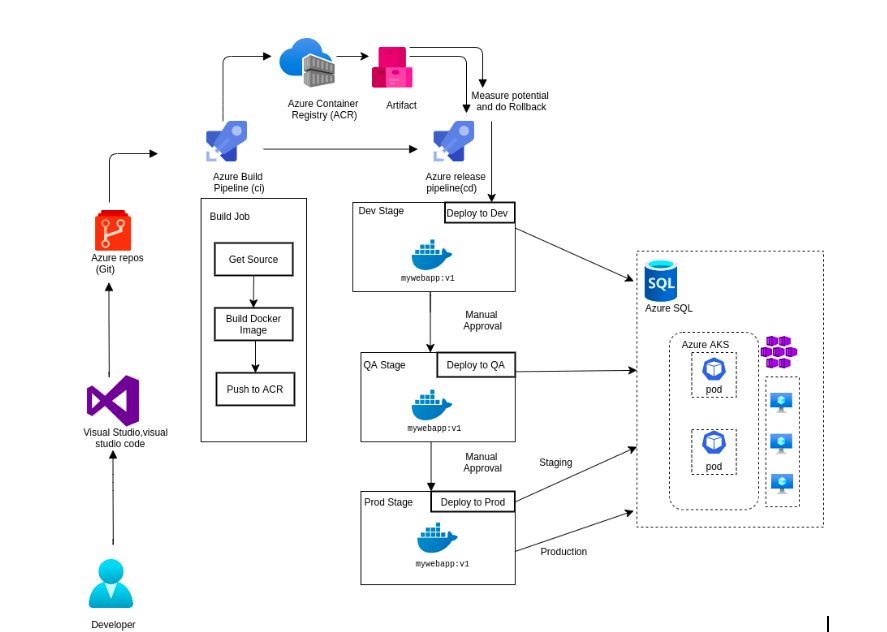 Azure Container
Registry (ACR)
Artifact
Measure potential
and do Rollback
Azure Build
Pipeline (ci)
Azure release
pipeline(cd)
Azure repos
(Git)
Visual Studio,visual
studio code
Developer
Build Job
Get Source
Build Docker
Image
Push to ACR
Dev Stage
Deploy to Dev
mywebapp:v1
Manual
Approval
QA Stage
Deploy to QA
mywebapp:v1
Manual
Approval
Prod Stage
Deploy to Prod
mywebapp:v1
Staging
Production
SQL
Azure SQL
Azure AKS
pod
pod